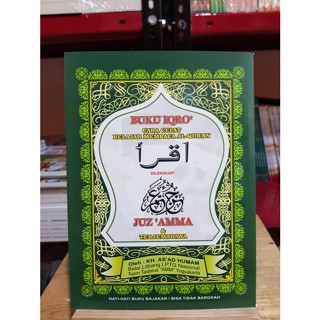 BUKU IQRO'
CARA CEPAT
BELAJAR MEMBACA AL-QUR'AN
اقرأ
DILENGKAPI
JUZ 'AMMA
&
TERJEMAHNYA
Oleh : KH. AS'AD HUMAM
Balai Litbang LPTQ Nasional
Team Tadarus "AMM" Yogyakarta
HATI-HATI BUKU BAJAKAN ! BISA TIDAK BAROKAH